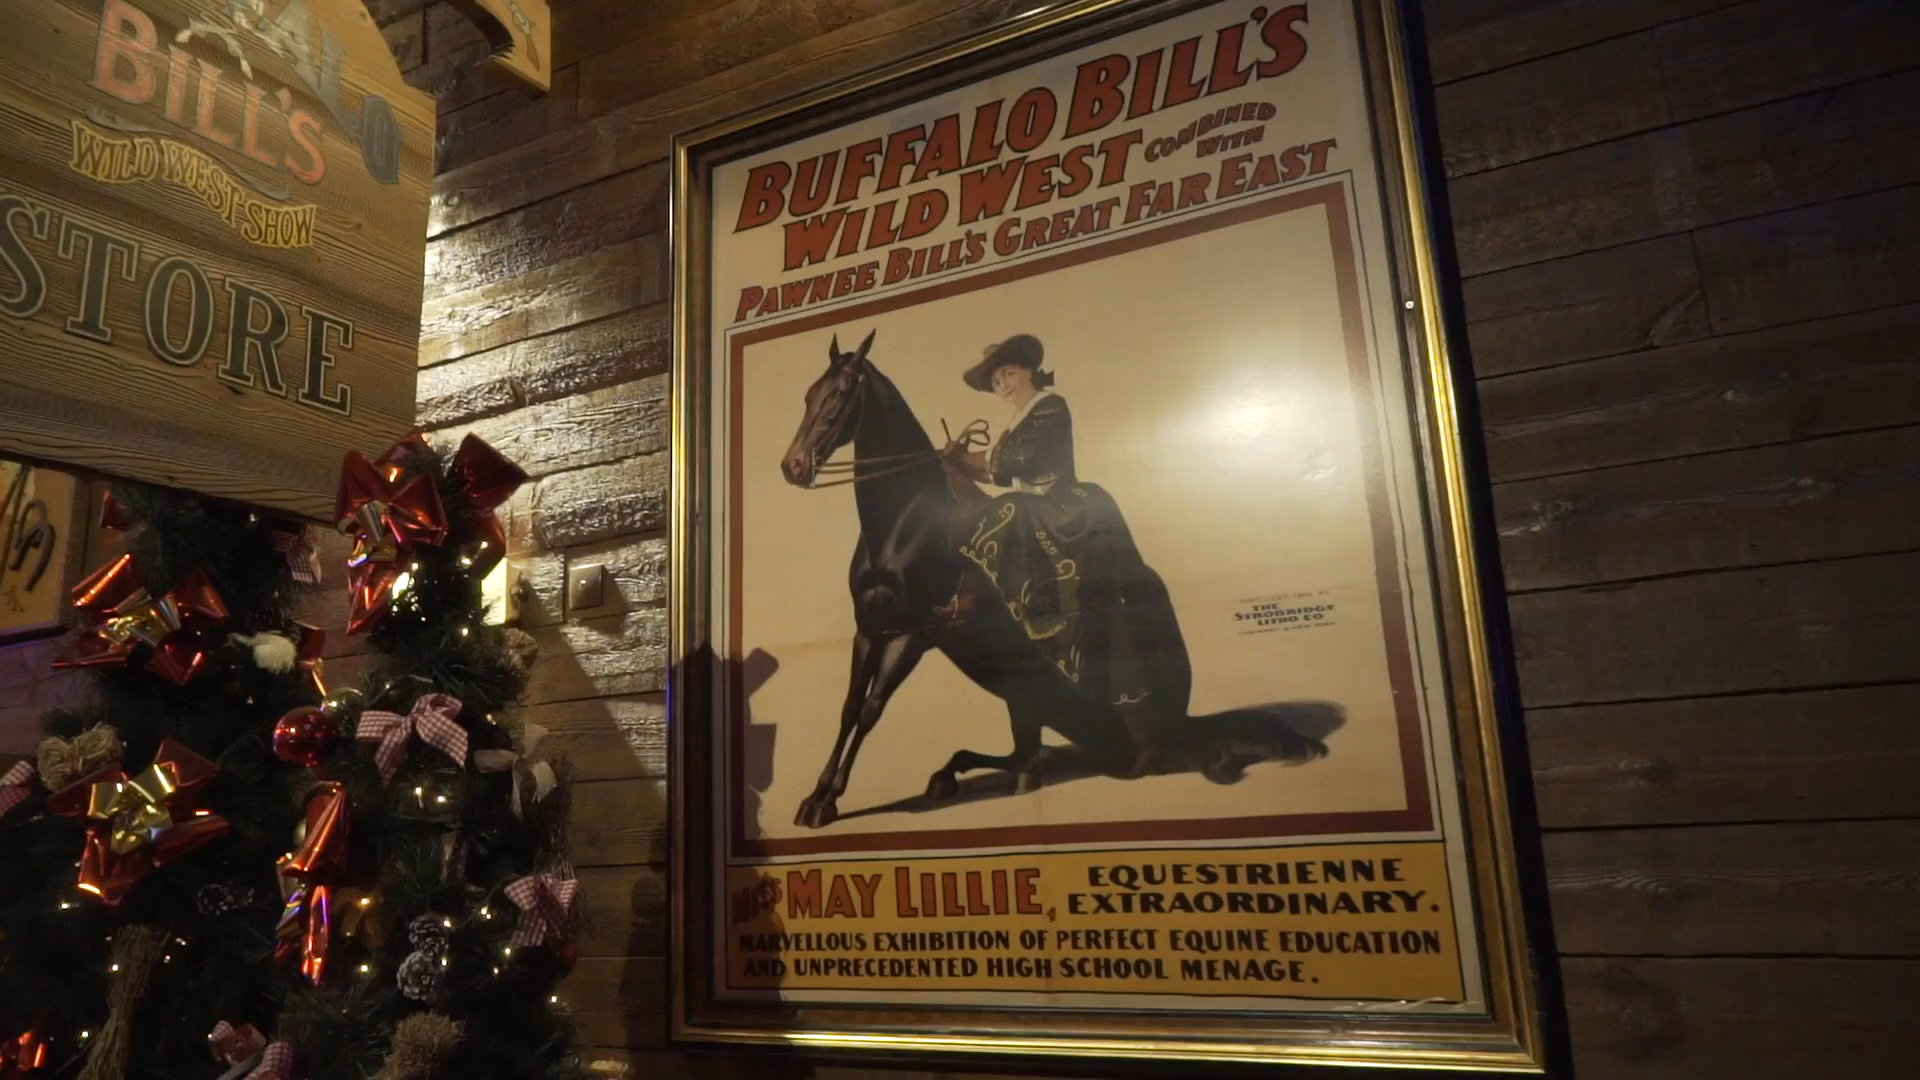 BILL'S
WILD WEST SHOW
STORE
BUFFALO BILL'S
WILD WEST COMBINED WITH
PAWNEE BILL'S GREAT FAR EAST
THE
STROBRIDGE
LITHO CO
MISS MAY LILLIE, EQUESTRIENNE
EXTRAORDINARY.
MARVELLOUS EXHIBITION OF PERFECT EQUINE EDUCATION
AND UNPRECEDENTED HIGH SCHOOL MENAGE.